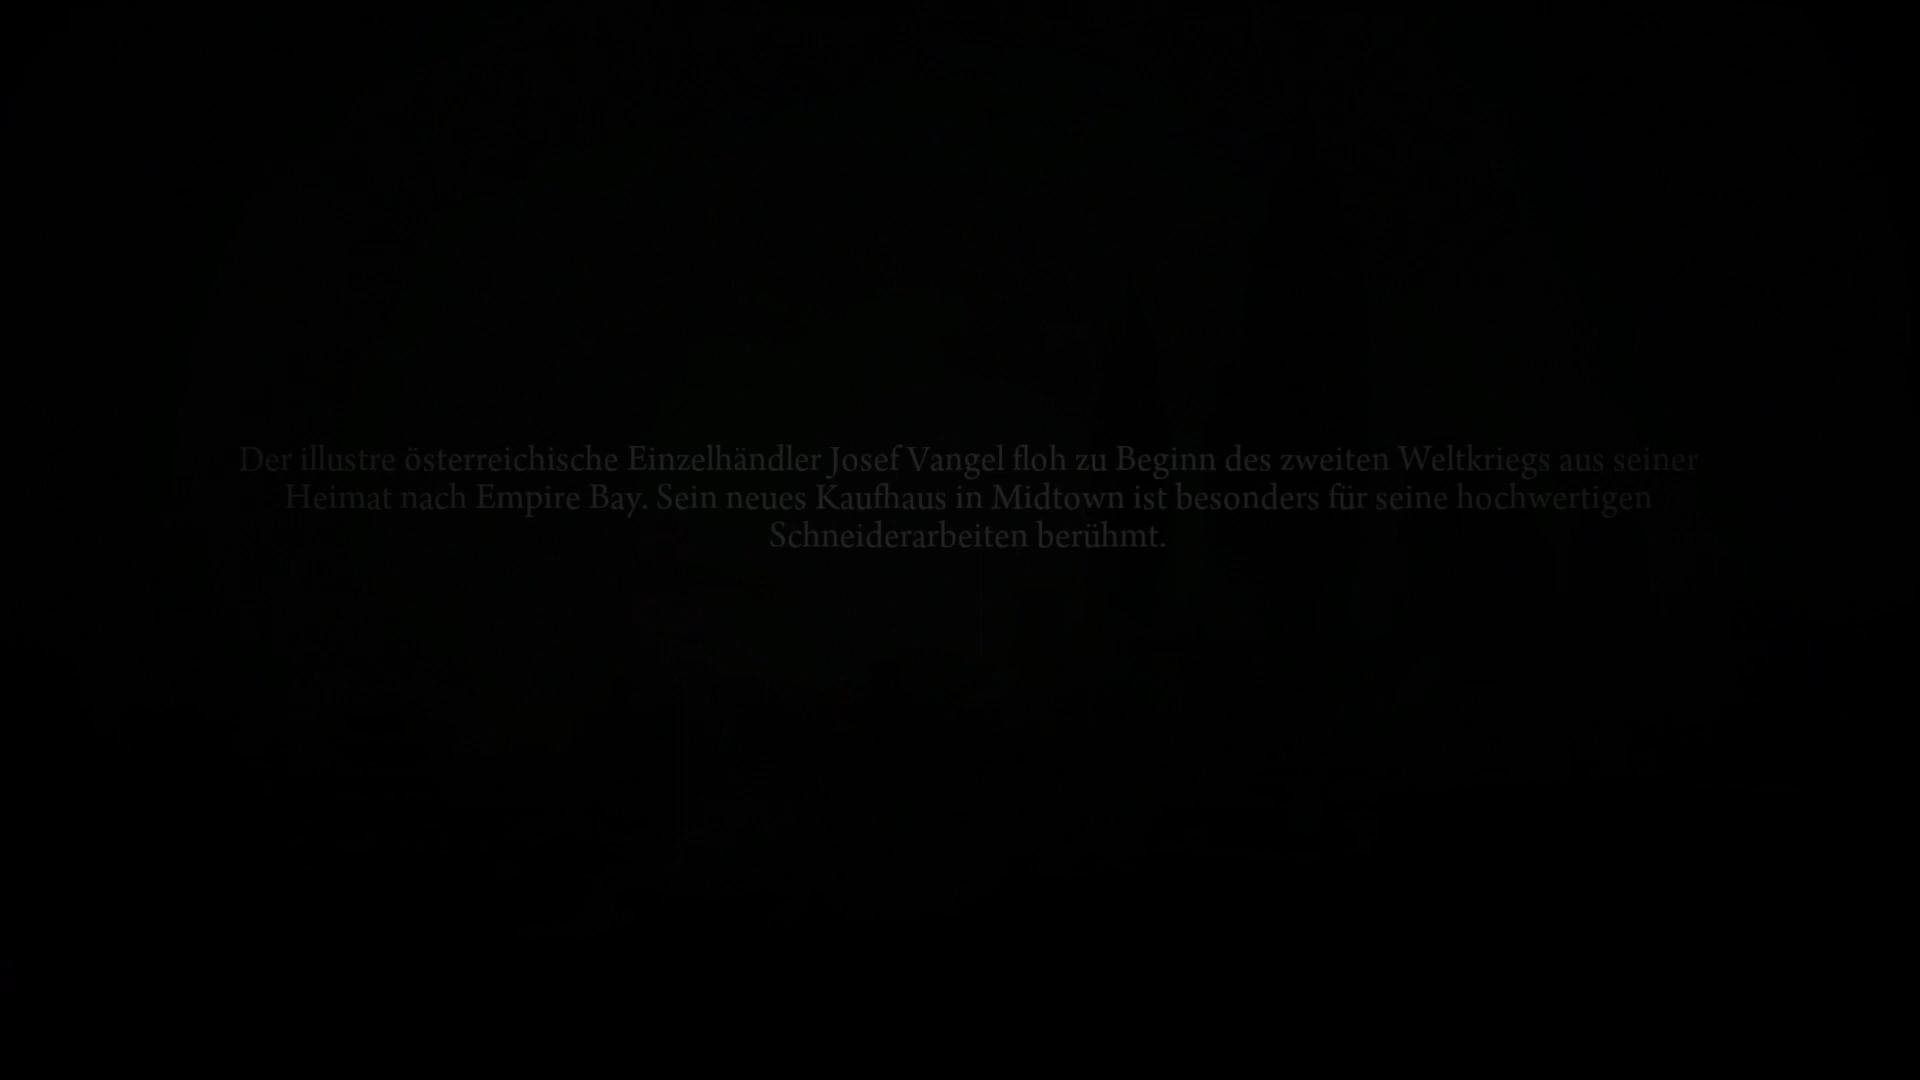 Der illustre österreichische Einzelhändler Josef Vangel floh zu Beginn des zweiten Weltkriegs aus seiner
Heimat nach Empire Bay. Sein neues Kaufhaus in Midtown ist besonders für seine hochwertigen
Schneiderarbeiten berühmt.